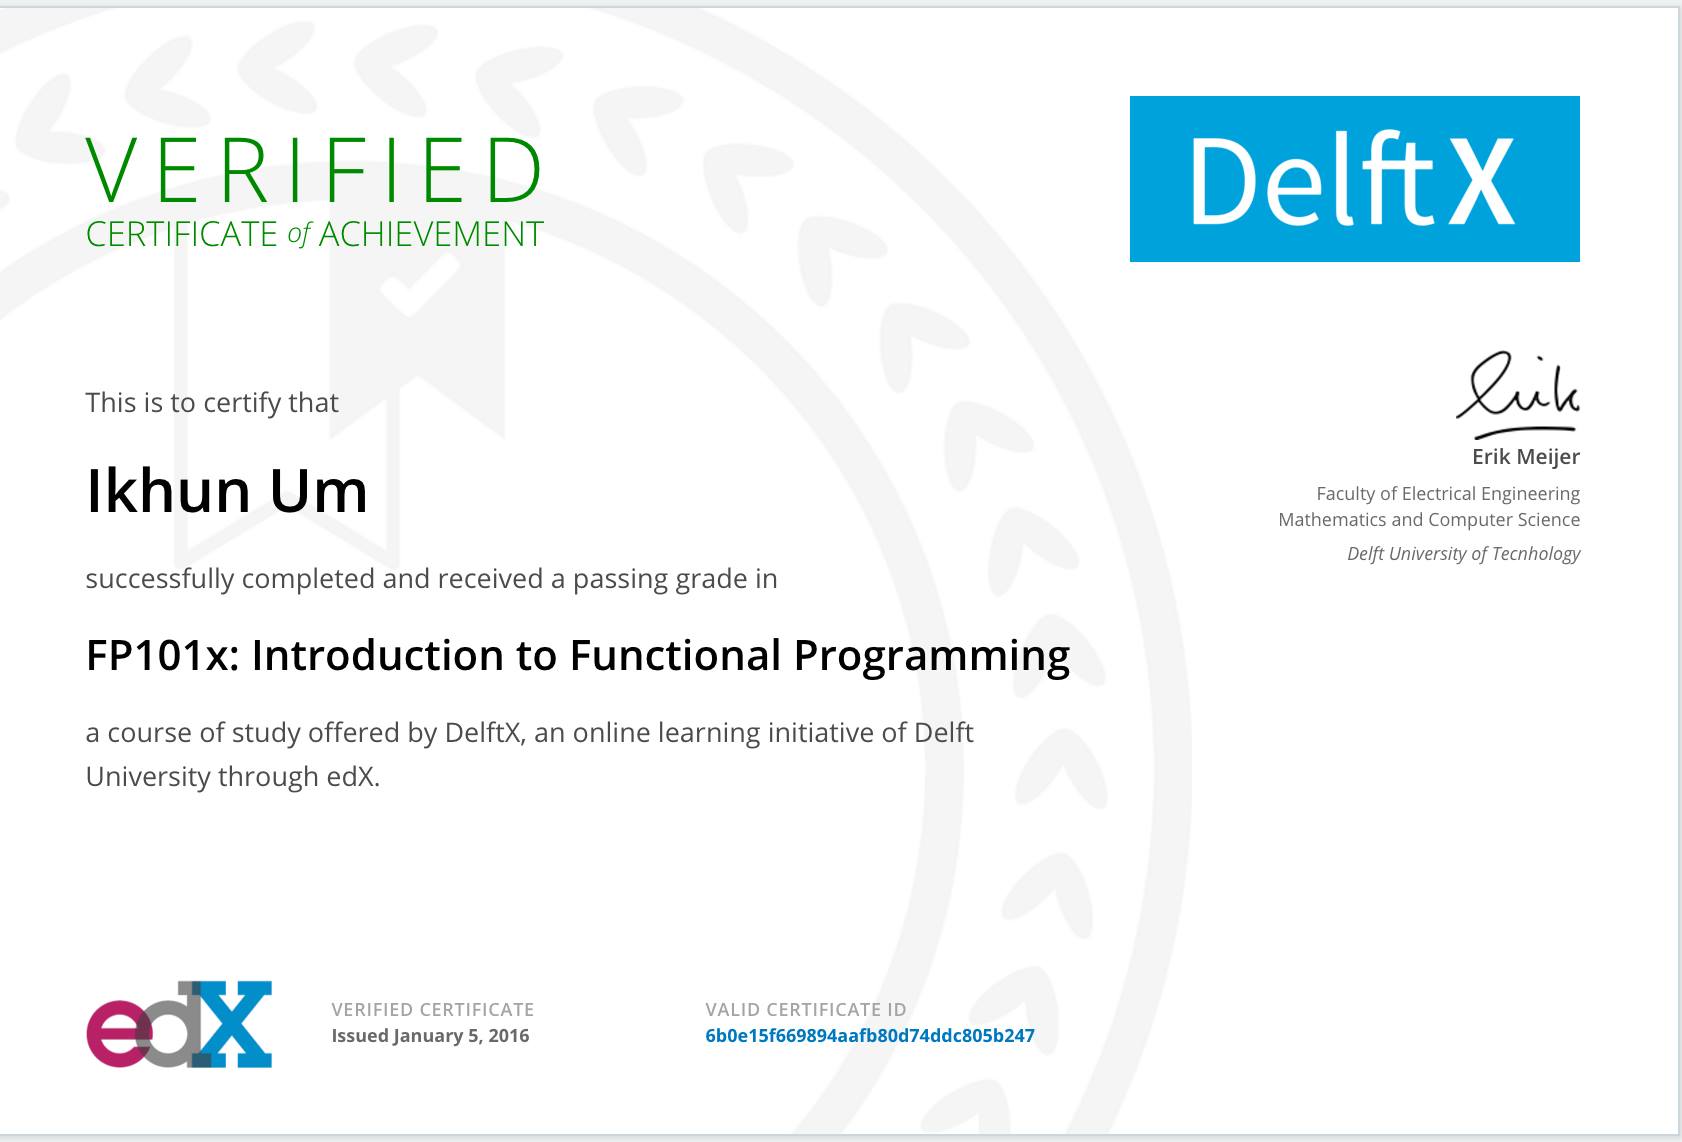 VERIFIED
CERTIFICATE of ACHIEVEMENT
DelftX
This is to certify that
Ikhun Um
successfully completed and received a passing grade in
FP101x: Introduction to Functional Programming
a course of study offered by DelftX, an online learning initiative of Delft
University through edX.
Erik
Erik Meijer
Faculty of Electrical Engineering
Mathematics and Computer Science
Delft University of Tecnhology
edX
VERIFIED CERTIFICATE
Issued January 5, 2016
VALID CERTIFICATE ID
6b0e15f669894aafb80d74ddc805b247